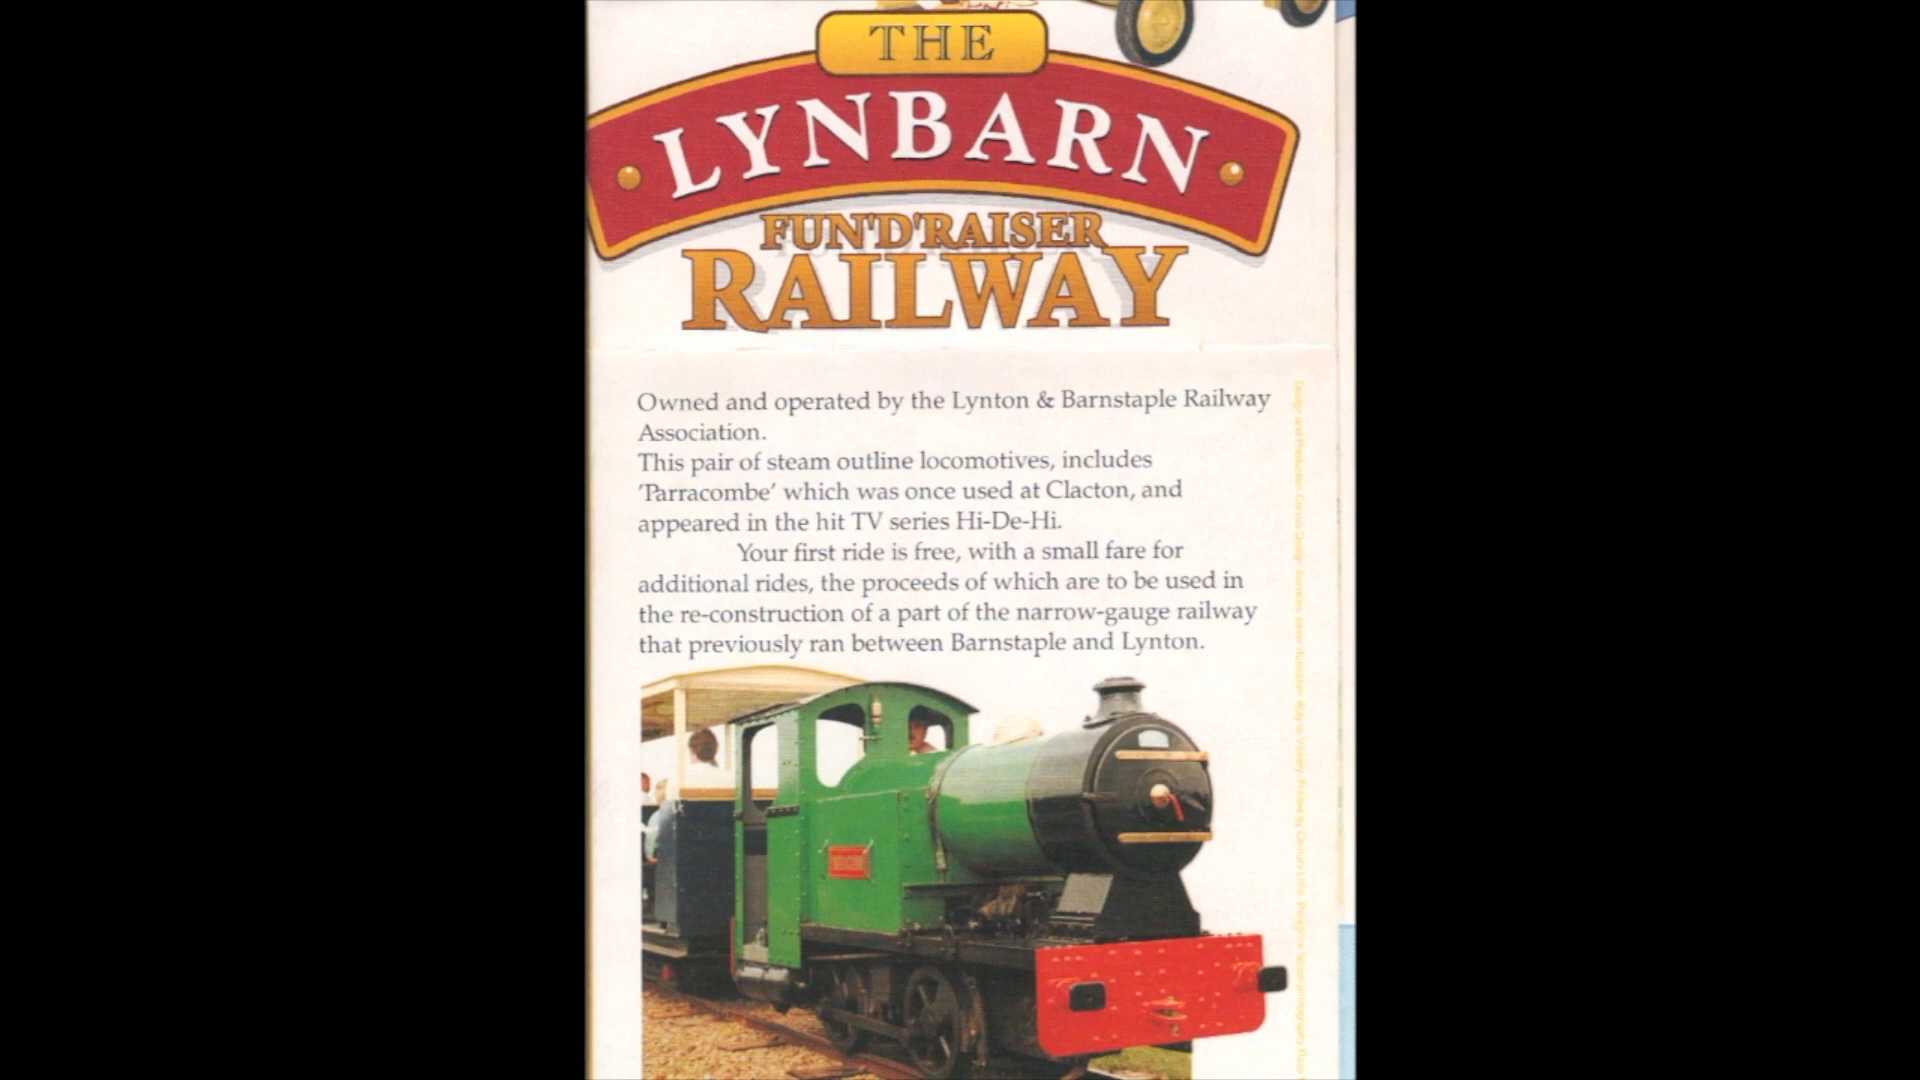 THE
LYNBARN
FUN'D'RAISER
RAILWAY
Owned and operated by the Lynton & Barnstaple Railway
Association.
This pair of steam outline locomotives, includes
'Parracombe' which was once used at Clacton, and
appeared in the hit TV series Hi-De-Hi.
Your first ride is free, with a small fare for
additional rides, the proceeds of which are to be used in
the re-construction of a part of the narrow-gauge railway
that previously ran between Barnstaple and Lynton.